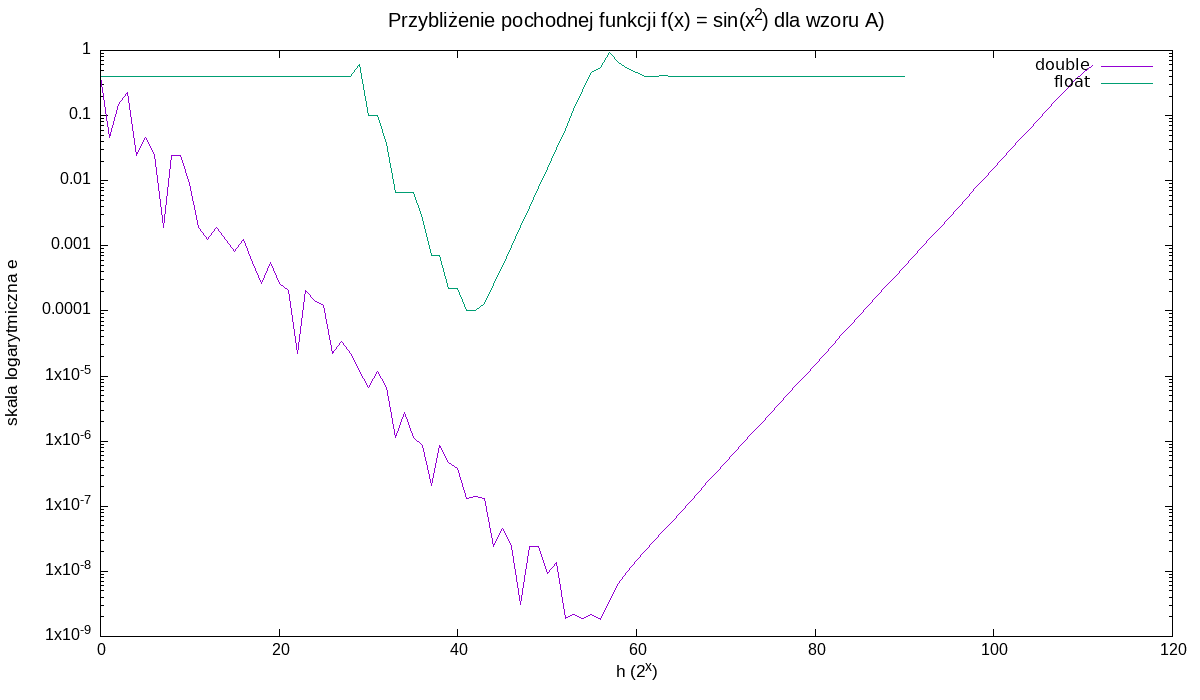 Przybliżenie pochodnej funkcji f(x) = sin(x²) dla wzoru A)
double
float
1
0.1
0.01
0.001
0.0001
1x10⁻⁵
1x10⁻⁶
1x10⁻⁷
1x10⁻⁸
1x10⁻⁹
skala logarytmiczna e
0 20 40 60 80 100 120
h (2ˣ)